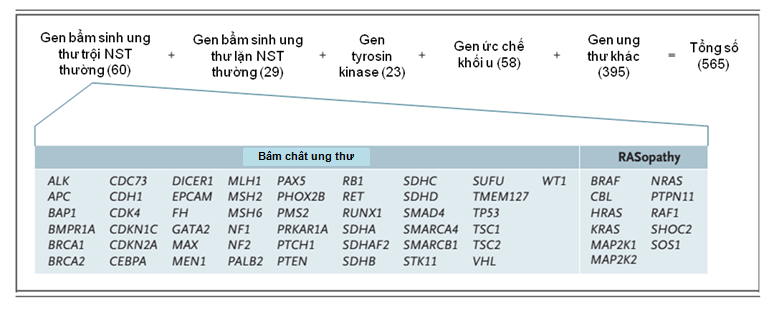 Gen bẩm sinh ung thư trội NST thường (60) + Gen bẩm sinh ung thư lặn NST thường (29) + Gen tyrosin kinase (23) + Gen ức chế khối u (58) + Gen ung thư khác (395) = Tổng số (565)
Bẩm chất ung thư RASopathy
ALK CDC73 DICER1 MLH1 PAX5 RB1 SDHC SUFU WT1 BRAF NRAS
APC CDH1 EPCAM MSH2 PHOX2B RET SDHD TMEM127 CBL PTPN11
BAP1 CDK4 FH MSH6 PMS2 RUNX1 SMAD4 TP53 HRAS RAF1
BMPR1A CDKN1C GATA2 NF1 PRKAR1A SDHA SMARCA4 TSC1 KRAS SHOC2
BRCA1 CDKN2A MAX NF2 PTCH1 SDHAF2 SMARCB1 TSC2 MAP2K1 SOS1
BRCA2 CEBPA MEN1 PALB2 PTEN SDHB STK11 VHL MAP2K2